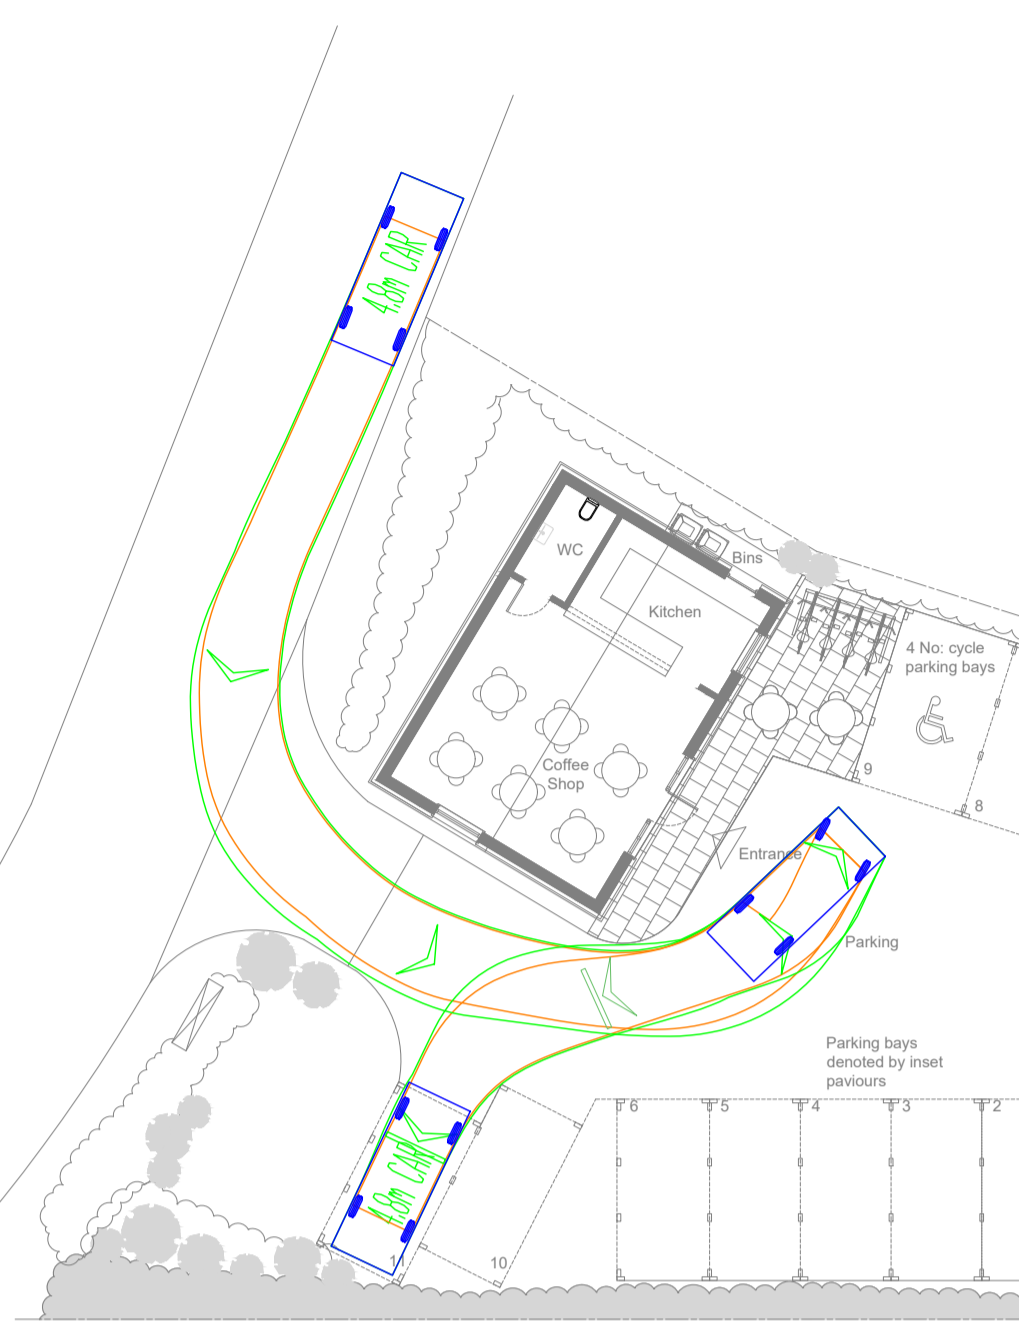 4.8m CAR
WC
Bins
Kitchen
4 No: cycle
parking bays
Coffee
Shop
9
8
Entrance
Parking
Parking bays
denoted by inset
paviours
6
5
4
3
2
4.8m CAR
11
10